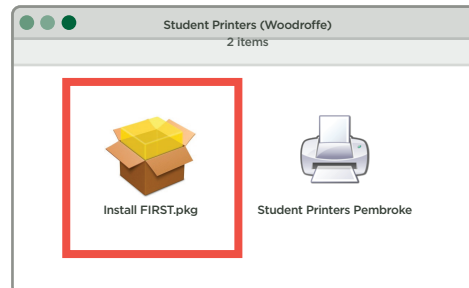 Student Printers (Woodroffe)
2 items
Install FIRST.pkg
Student Printers Pembroke